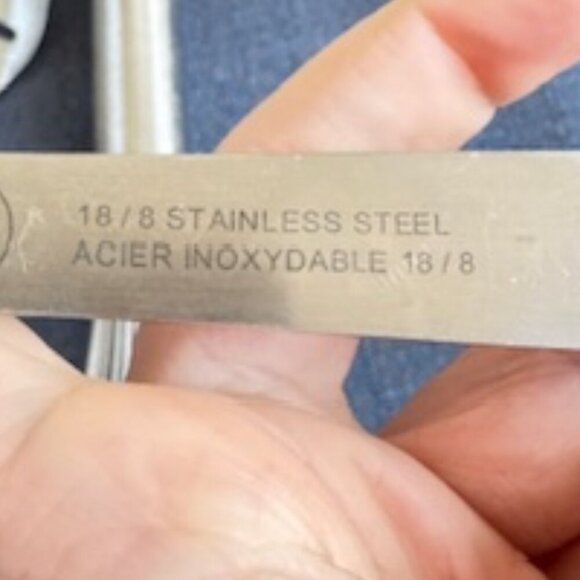 18 / 8 STAINLESS STEEL
ACIER INOXYDABLE 18 / 8